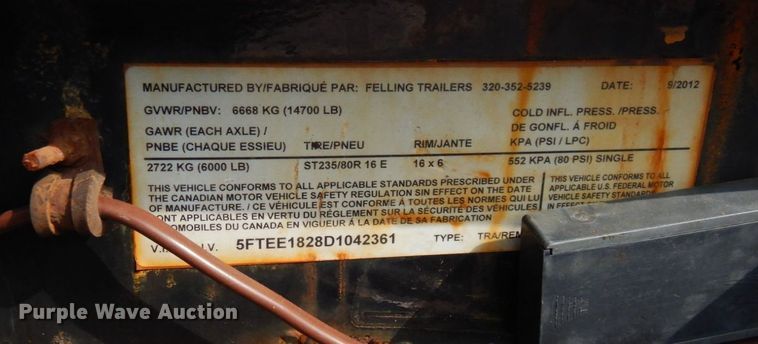 MANUFACTURED BY/FABRIQUÉ PAR: FELLING TRAILERS 320-352-5239 DATE: 9/2012
GVWR/PNBV: 6668 KG (14700 LB) COLD INFL. PRESS./PRESS.
GAWR (EACH AXLE) / DE GONFL. À FROID
PNBE (CHAQUE ESSIEU) TIRE/PNEU RIM/JANTE KPA (PSI / LPC)
2722 KG (6000 LB) ST235/80R 16 E 16 x 6 552 KPA (80 PSI) SINGLE
THIS VEHICLE CONFORMS TO ALL APPLICABLE STANDARDS PRESCRIBED UNDER
THE CANADIAN MOTOR VEHICLE SAFETY REGULATION SIN EFFECT ON THE DATE
OF MANUFACTURE. / CE VÉHICULE EST CONFORME À TOUTES LES NORMES QUI LUI
SONT APPLICABLES EN VERTU DU RÉGLEMENT SUR LA SÉCURITÉ DES VÉHICULES
AUTOMOBILES DU CANADA EN VIGUEUR À LA DATE DE SA FABRICATION
THIS VEHICLE CONFORMS TO ALL
APPLICABLE U.S. FEDERAL MOTOR
VEHICLE SAFETY STANDARDS
IN EFFECT
5FTEE1828D1042361 TYPE: TRA/REM
Purple Wave Auction